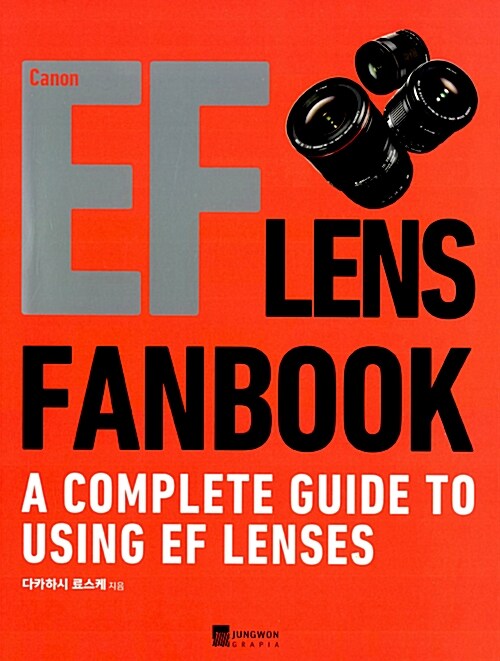 Canon
EF
LENS
FANBOOK
A COMPLETE GUIDE TO
USING EF LENSES
다카하시 료스케 지음
JUNGWON
GRAPIA